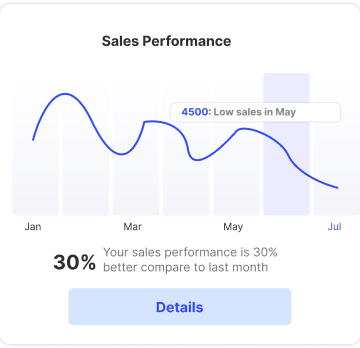 Sales Performance
4500: Low sales in May
Jan Mar May Jul
30% Your sales performance is 30%
better compare to last month
Details